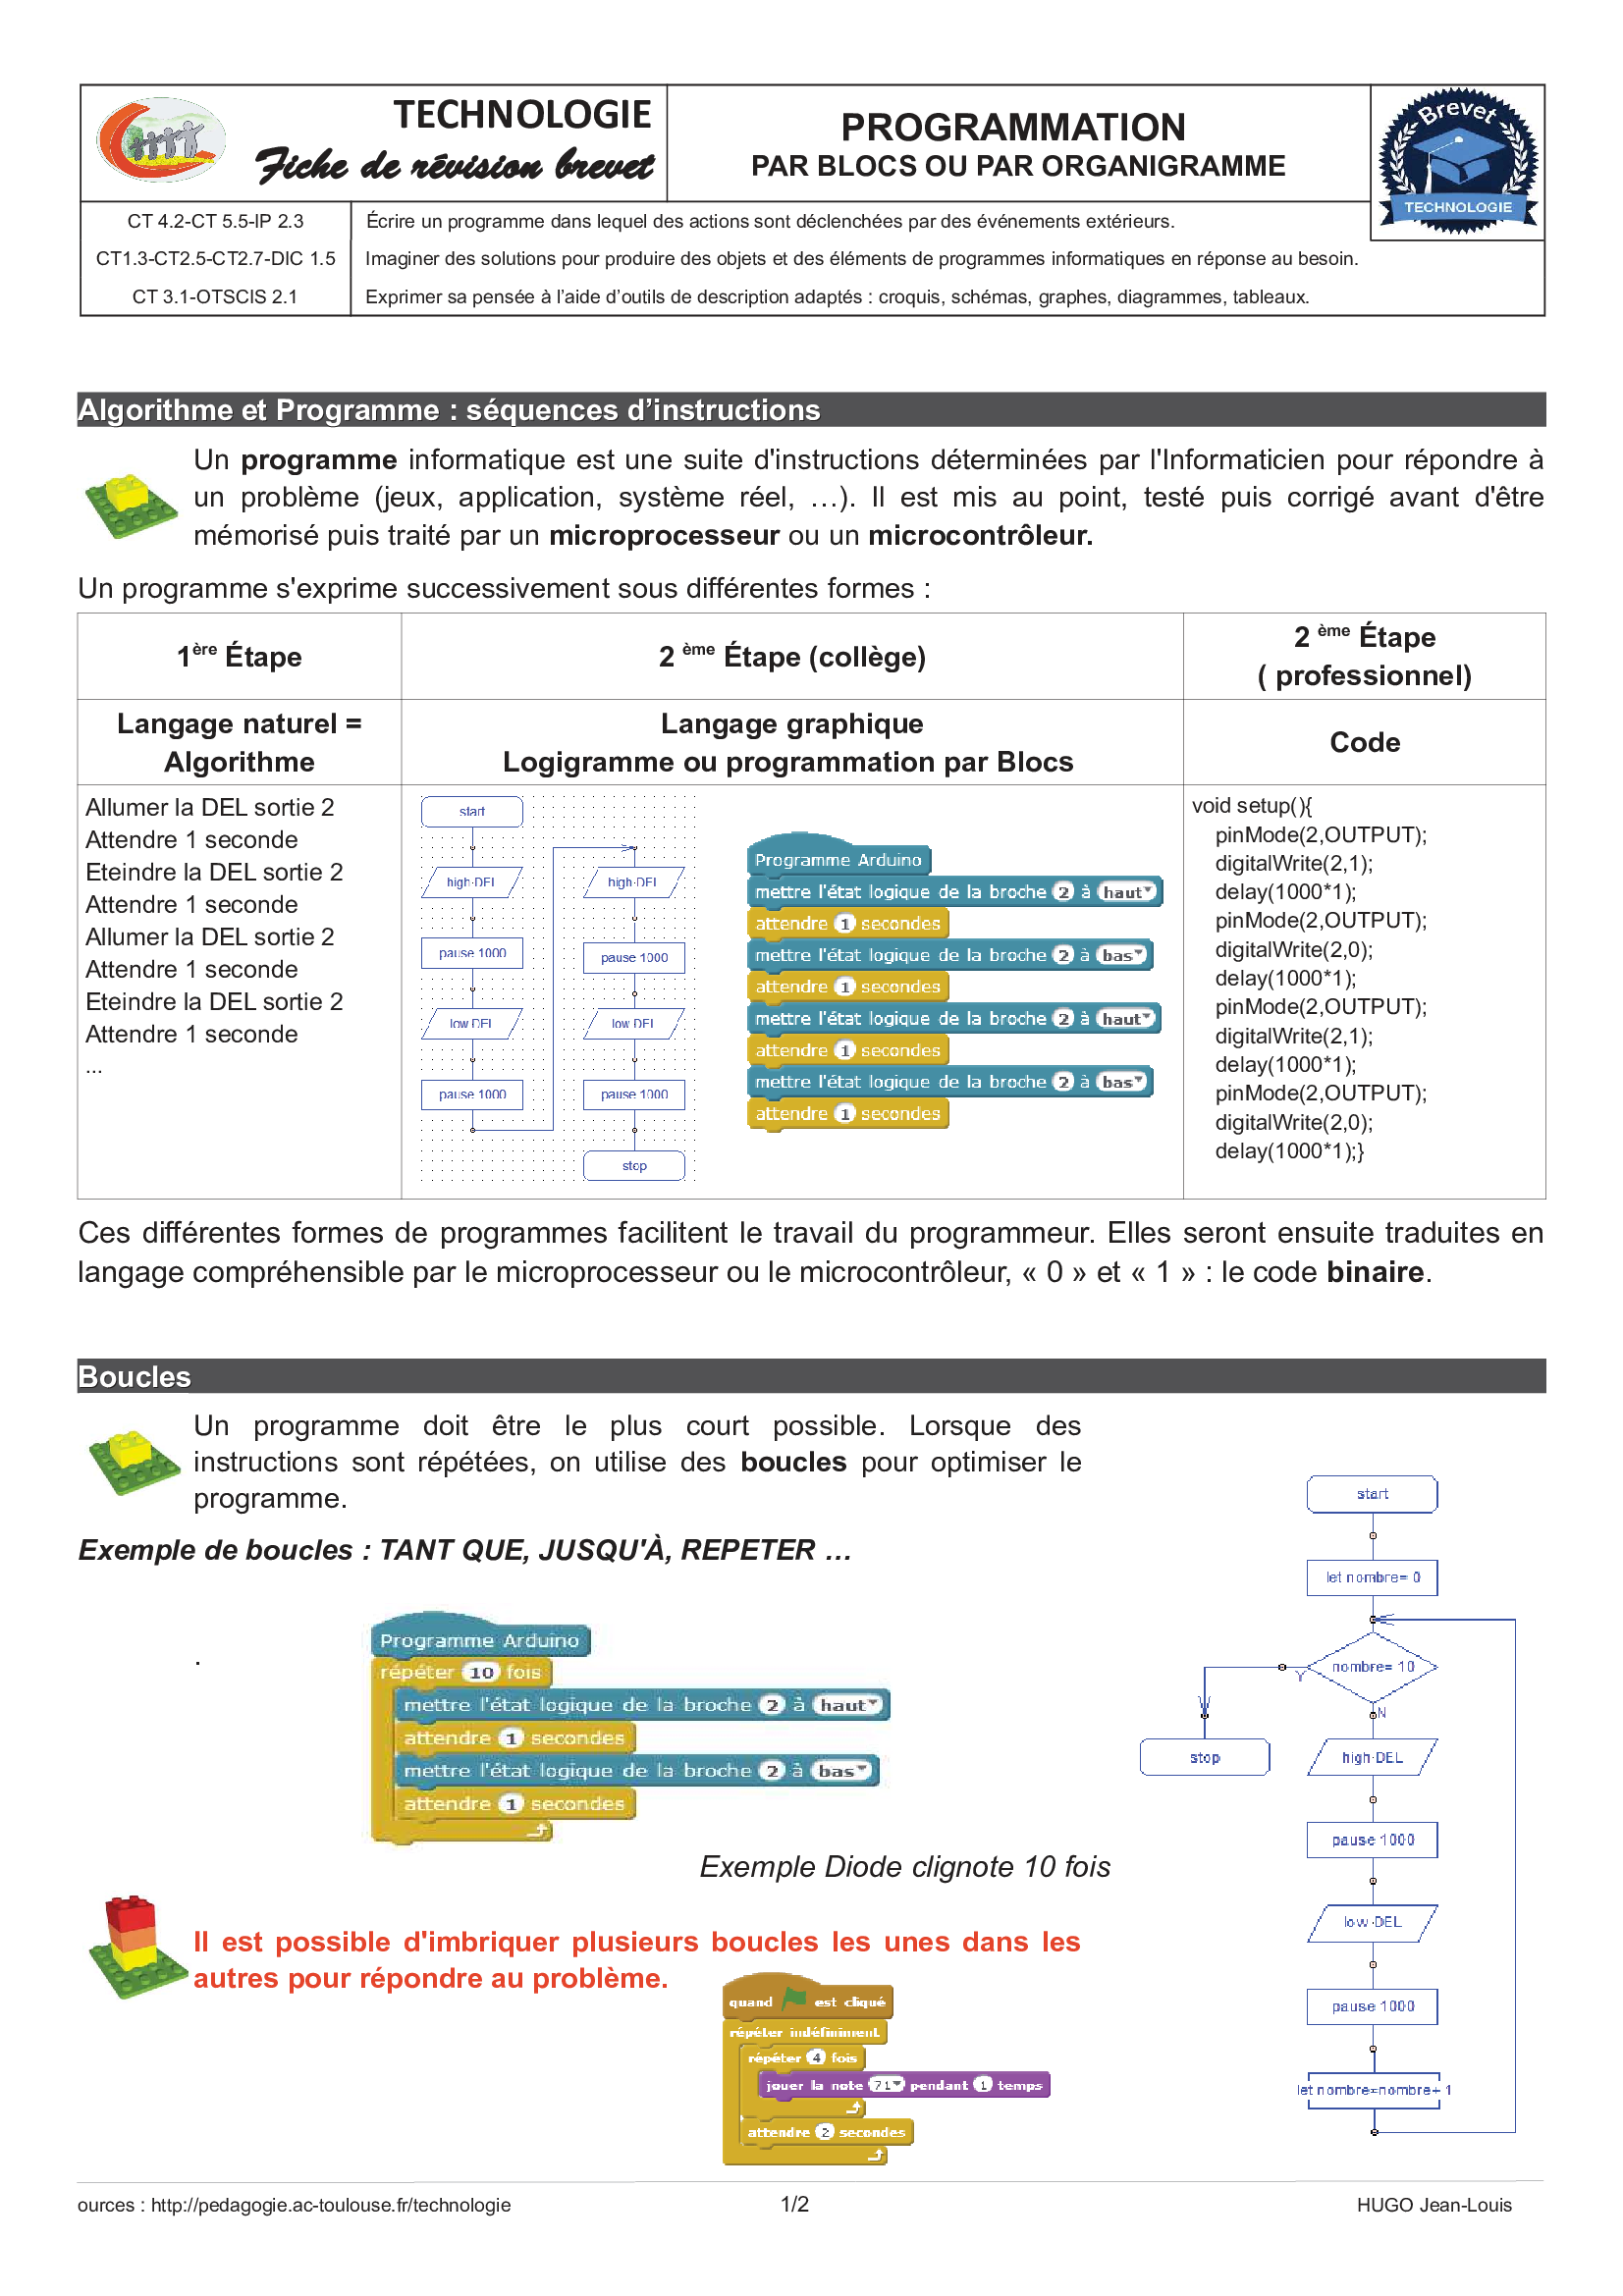 TECHNOLOGIE
Fiche de révision brevet
PROGRAMMATION
PAR BLOCS OU PAR ORGANIGRAMME
Brevet
TECHNOLOGIE
CT 4.2-CT 5.5-IP 2.3
Écrire un programme dans lequel des actions sont déclenchées par des événements extérieurs.
CT1.3-CT2.5-CT2.7-DIC 1.5
Imaginer des solutions pour produire des objets et des éléments de programmes informatiques en réponse au besoin.
CT 3.1-OTSCIS 2.1
Exprimer sa pensée à l’aide d’outils de description adaptés : croquis, schémas, graphes, diagrammes, tableaux.
Algorithme et Programme : séquences d’instructions
Un programme informatique est une suite d'instructions déterminées par l'Informaticien pour répondre à
un problème (jeux, application, système réel, …). Il est mis au point, testé puis corrigé avant d'être
mémorisé puis traité par un microprocesseur ou un microcontrôleur.
Un programme s'exprime successivement sous différentes formes :
1ère Étape
2 ème Étape (collège)
2 ème Étape
( professionnel)
Langage naturel =
Algorithme
Langage graphique
Logigramme ou programmation par Blocs
Code
Allumer la DEL sortie 2
Attendre 1 seconde
Eteindre la DEL sortie 2
Attendre 1 seconde
Allumer la DEL sortie 2
Attendre 1 seconde
Eteindre la DEL sortie 2
Attendre 1 seconde
...
start
high DEL
pause 1000
low DEL
pause 1000
high DEL
pause 1000
low DEL
pause 1000
stop
Programme Arduino
mettre l'état logique de la broche 2 à haut
attendre 1 secondes
mettre l'état logique de la broche 2 à bas
attendre 1 secondes
mettre l'état logique de la broche 2 à haut
attendre 1 secondes
mettre l'état logique de la broche 2 à bas
attendre 1 secondes
void setup(){
pinMode(2,OUTPUT);
digitalWrite(2,1);
delay(1000*1);
pinMode(2,OUTPUT);
digitalWrite(2,0);
delay(1000*1);
pinMode(2,OUTPUT);
digitalWrite(2,1);
delay(1000*1);
pinMode(2,OUTPUT);
digitalWrite(2,0);
delay(1000*1);}
Ces différentes formes de programmes facilitent le travail du programmeur. Elles seront ensuite traduites en
langage compréhensible par le microprocesseur ou le microcontrôleur, « 0 » et « 1 » : le code binaire.
Boucles
Un programme doit être le plus court possible. Lorsque des
instructions sont répétées, on utilise des boucles pour optimiser le
programme.
Exemple de boucles : TANT QUE, JUSQU'À, REPETER …
.
Programme Arduino
répéter 10 fois
mettre l'état logique de la broche 2 à haut
attendre 1 secondes
mettre l'état logique de la broche 2 à bas
attendre 1 secondes
Exemple Diode clignote 10 fois
start
let nombre= 0
nombre= 10
Y
N
stop
high DEL
pause 1000
low DEL
pause 1000
let nombre=nombre+ 1
Il est possible d'imbriquer plusieurs boucles les unes dans les
autres pour répondre au problème.
quand est cliqué
répéter indéfiniment
répéter 4 fois
jouer la note 71 pendant 1 temps
attendre 2 secondes
ources : http://pedagogie.ac-toulouse.fr/technologie
1/2
HUGO Jean-Louis